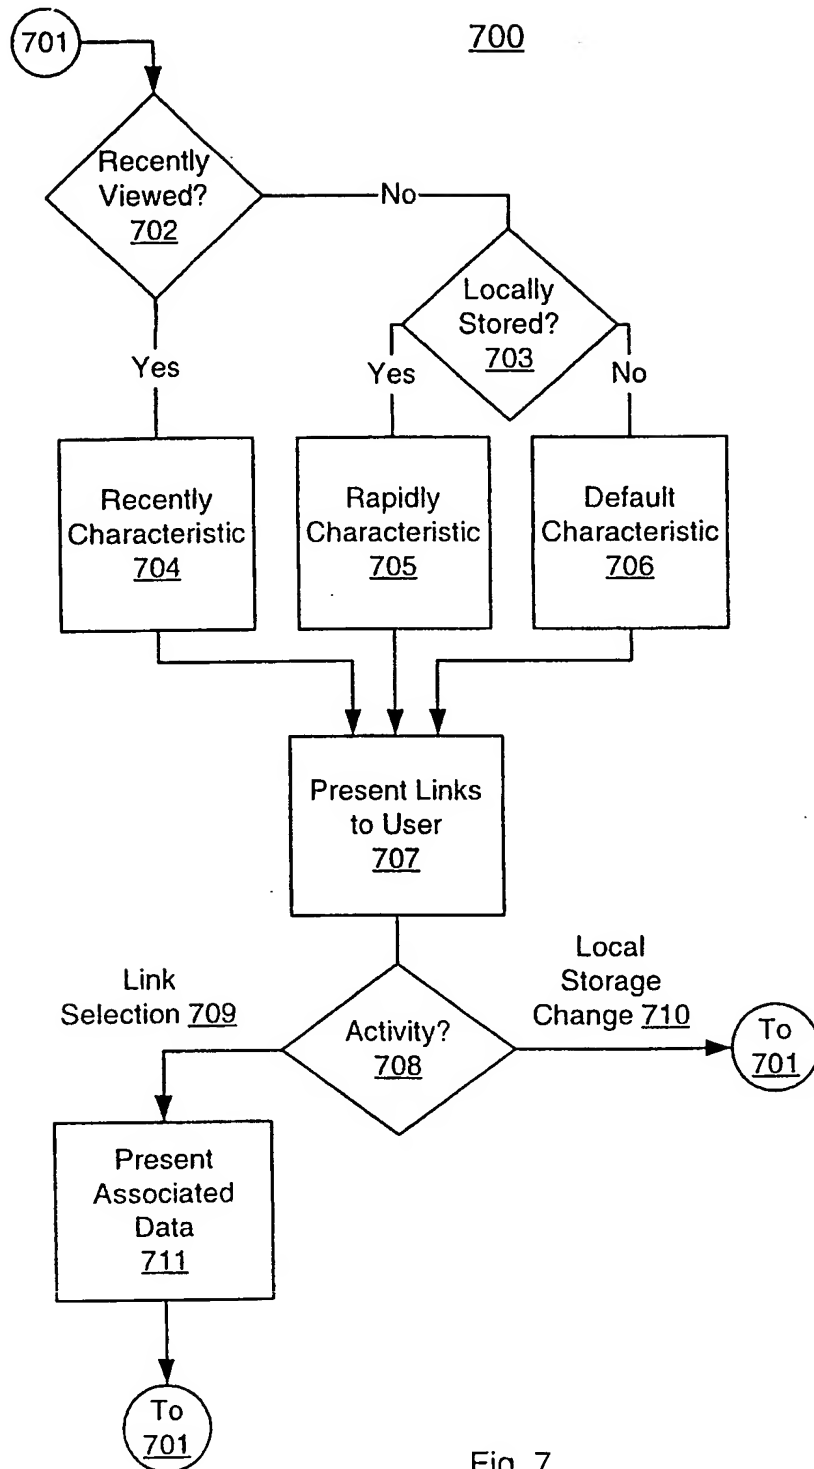 701
700
Recently
Viewed?
702
No
Locally
Stored?
703
Yes
Yes
No
Recently
Characteristic
704
Rapidly
Characteristic
705
Default
Characteristic
706
Present Links
to User
707
Link
Selection 709
Local
Storage
Change 710
Activity?
708
To
701
Present
Associated
Data
711
To
701
Fig. 7